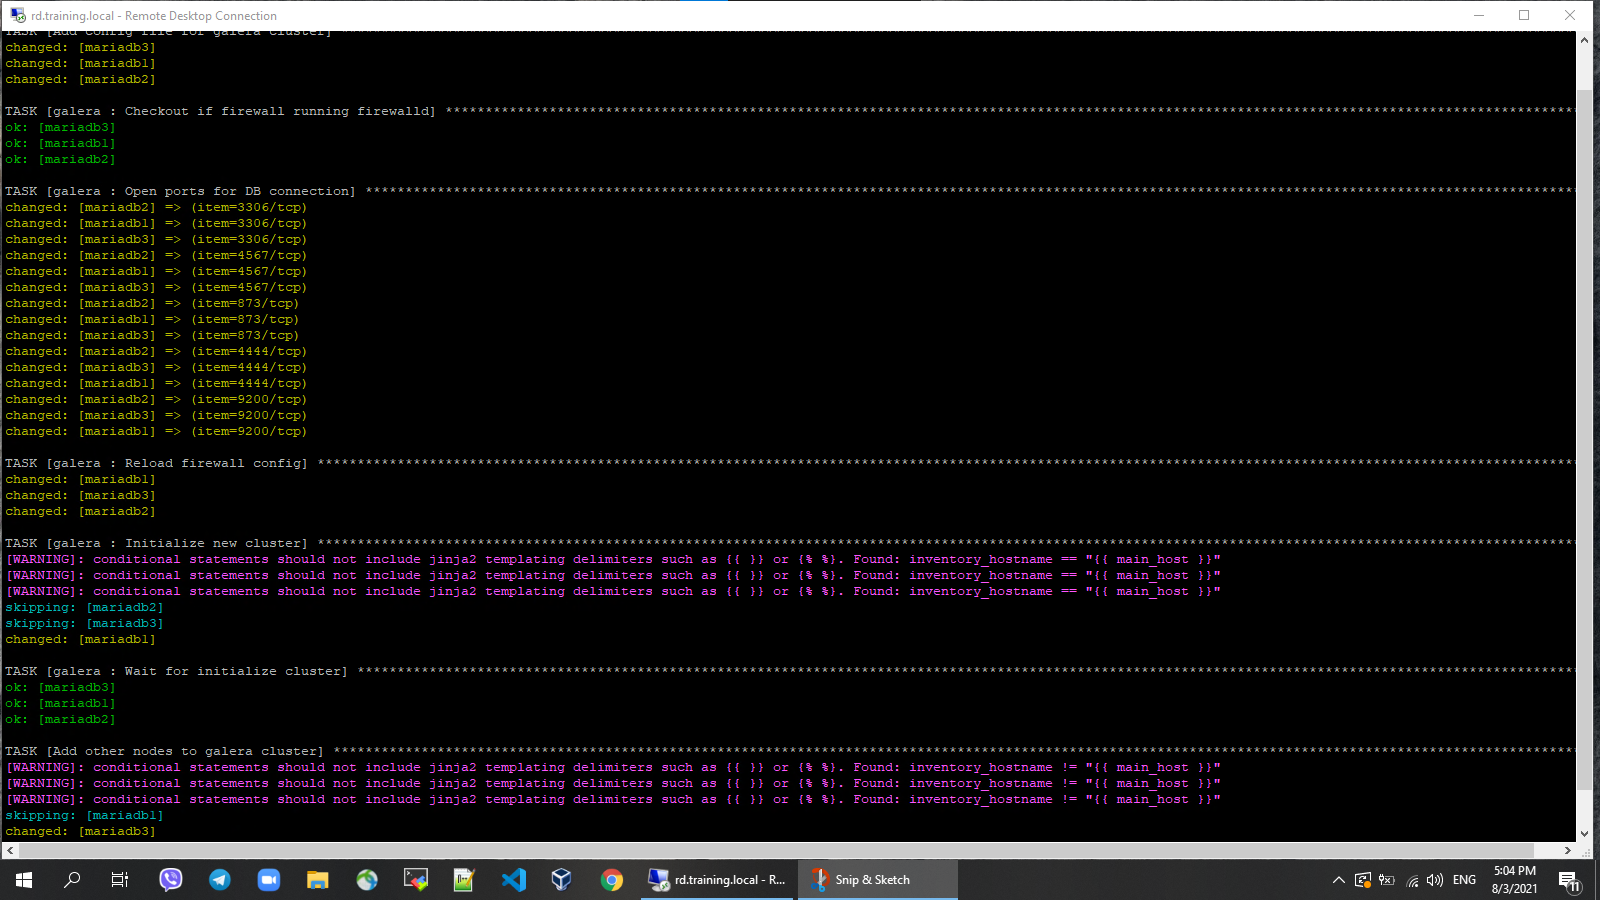 rd.training.local - Remote Desktop Connection
TASK [Add config file for galera cluster]
changed: [mariadb3]
changed: [mariadb1]
changed: [mariadb2]
TASK [galera : Checkout if firewall running firewalld] ***
ok: [mariadb3]
ok: [mariadb1]
ok: [mariadb2]
TASK [galera : Open ports for DB connection] ***
changed: [mariadb2] => (item=3306/tcp)
changed: [mariadb1] => (item=3306/tcp)
changed: [mariadb3] => (item=3306/tcp)
changed: [mariadb2] => (item=4567/tcp)
changed: [mariadb1] => (item=4567/tcp)
changed: [mariadb3] => (item=4567/tcp)
changed: [mariadb2] => (item=873/tcp)
changed: [mariadb1] => (item=873/tcp)
changed: [mariadb3] => (item=873/tcp)
changed: [mariadb2] => (item=4444/tcp)
changed: [mariadb3] => (item=4444/tcp)
changed: [mariadb1] => (item=4444/tcp)
changed: [mariadb2] => (item=9200/tcp)
changed: [mariadb3] => (item=9200/tcp)
changed: [mariadb1] => (item=9200/tcp)
TASK [galera : Reload firewall config] ***
changed: [mariadb1]
changed: [mariadb3]
changed: [mariadb2]
TASK [galera : Initialize new cluster] ***
[WARNING]: conditional statements should not include jinja2 templating delimiters such as {{ }} or {% %}. Found: inventory_hostname == "{{ main_host }}"
[WARNING]: conditional statements should not include jinja2 templating delimiters such as {{ }} or {% %}. Found: inventory_hostname == "{{ main_host }}"
[WARNING]: conditional statements should not include jinja2 templating delimiters such as {{ }} or {% %}. Found: inventory_hostname == "{{ main_host }}"
skipping: [mariadb2]
skipping: [mariadb3]
changed: [mariadb1]
TASK [galera : Wait for initialize cluster] ***
ok: [mariadb3]
ok: [mariadb1]
ok: [mariadb2]
TASK [Add other nodes to galera cluster] ***
[WARNING]: conditional statements should not include jinja2 templating delimiters such as {{ }} or {% %}. Found: inventory_hostname != "{{ main_host }}"
[WARNING]: conditional statements should not include jinja2 templating delimiters such as {{ }} or {% %}. Found: inventory_hostname != "{{ main_host }}"
[WARNING]: conditional statements should not include jinja2 templating delimiters such as {{ }} or {% %}. Found: inventory_hostname != "{{ main_host }}"
skipping: [mariadb1]
changed: [mariadb3]
rd.training.local - R...
Snip & Sketch
ENG
5:04 PM
8/3/2021
11